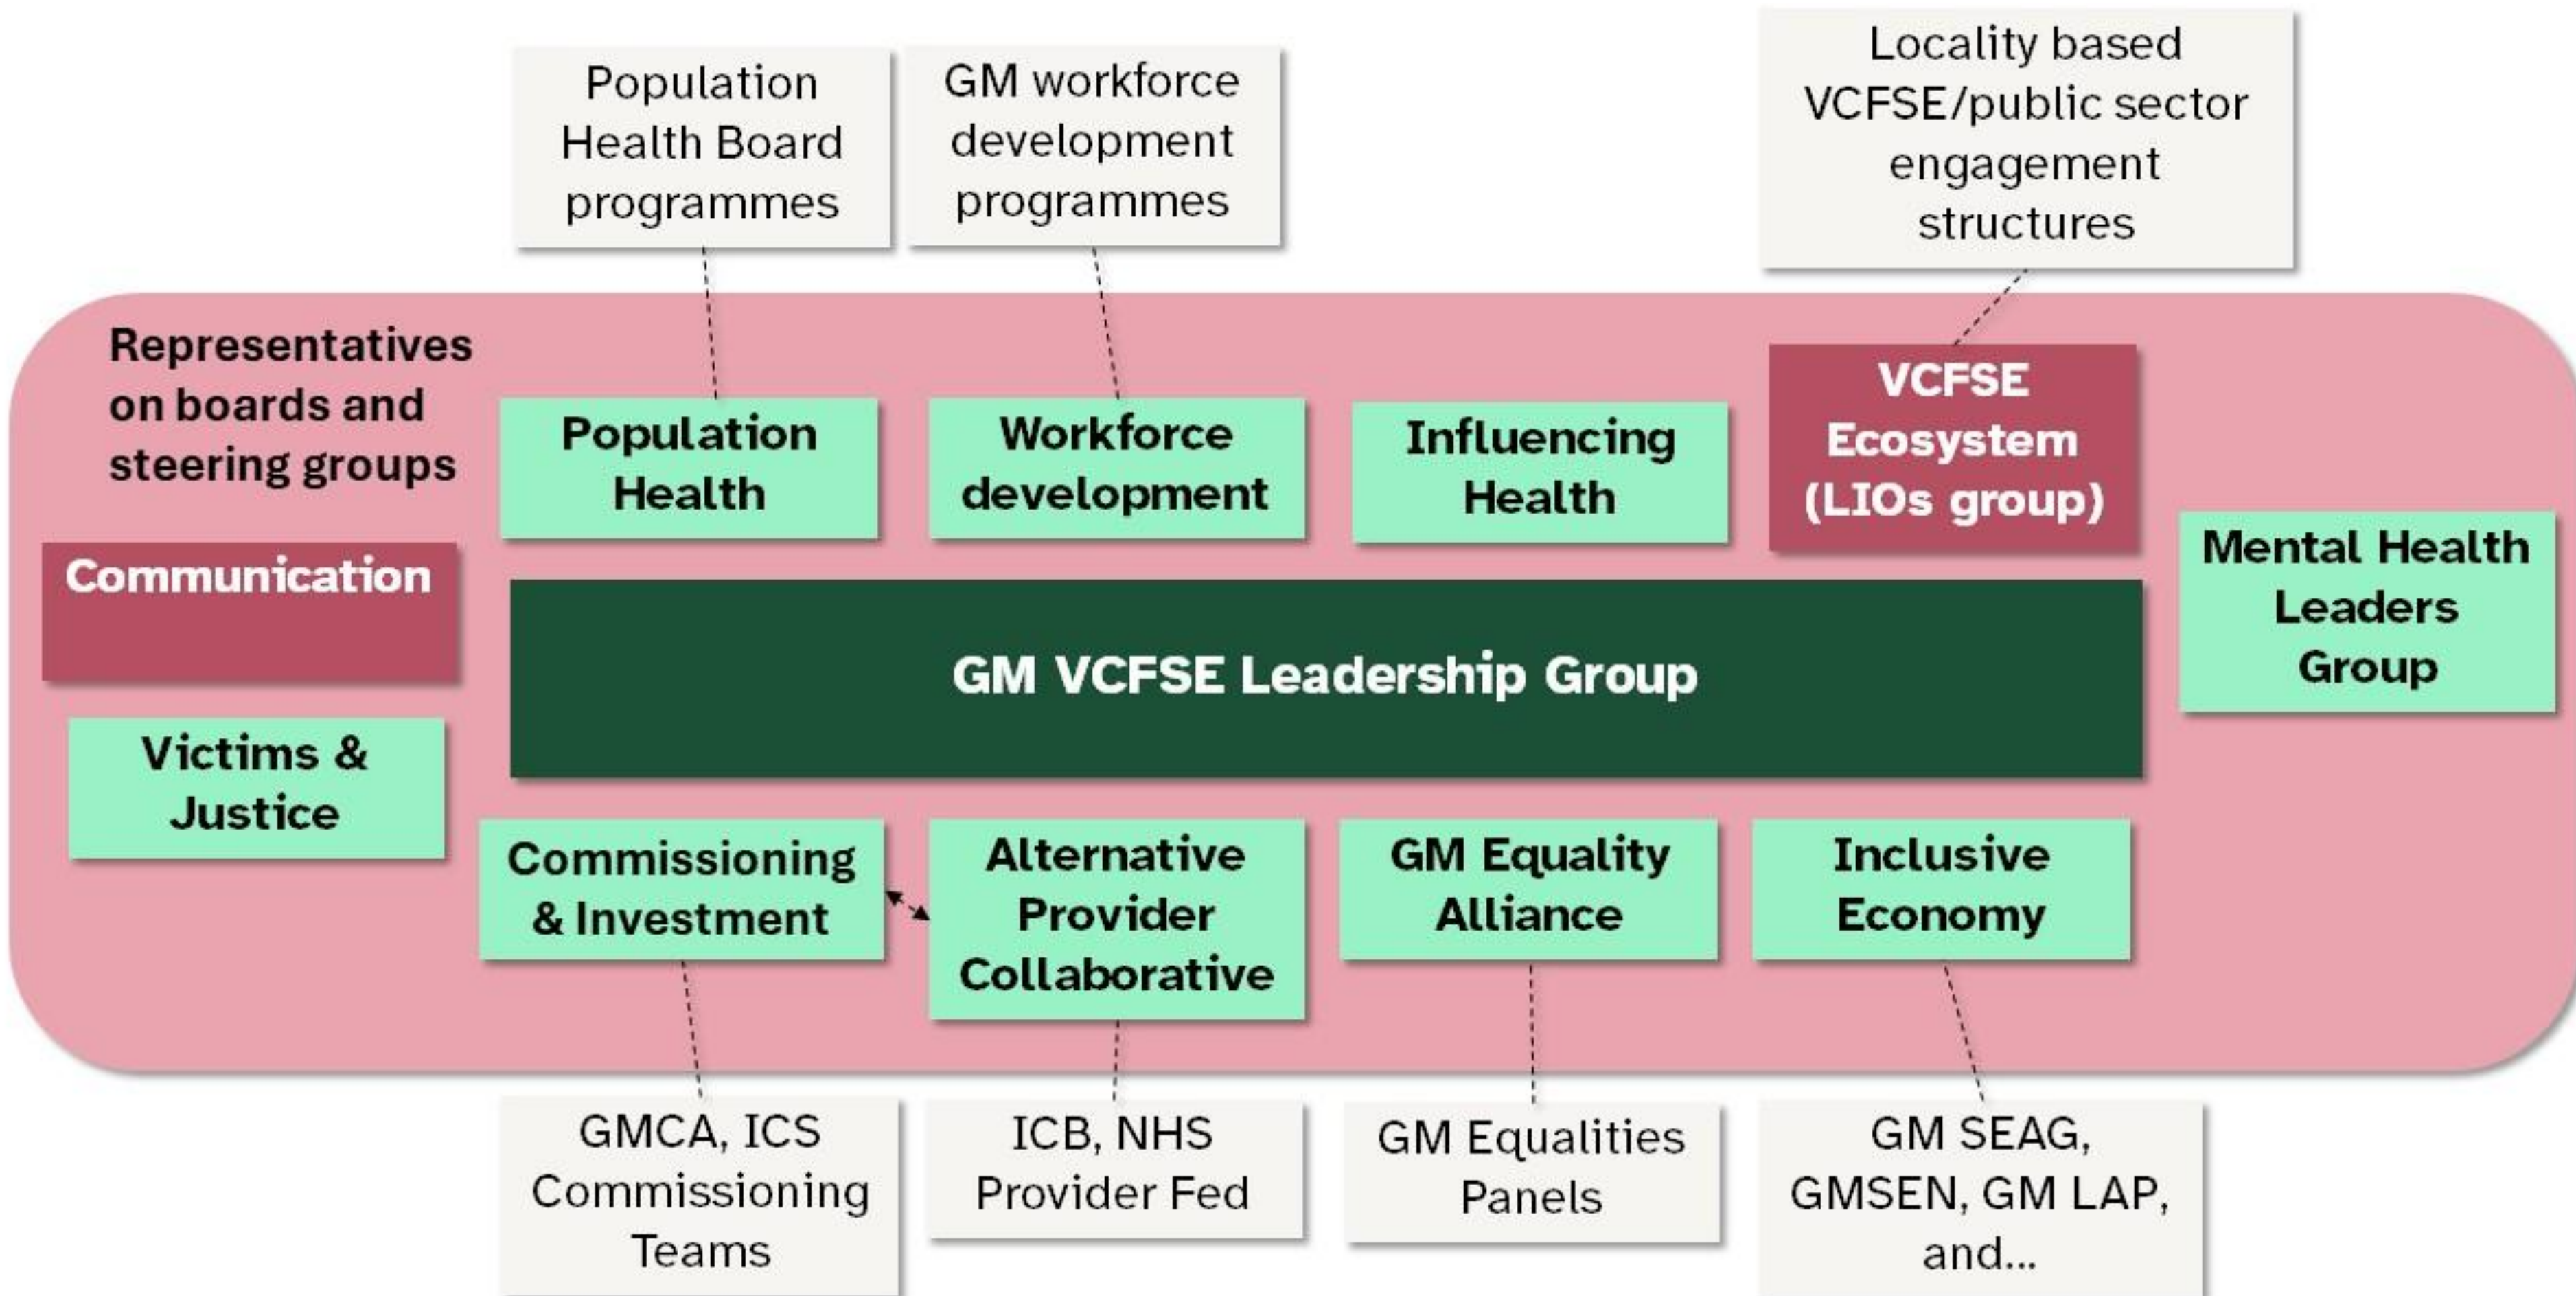 Population
Health Board
programmes
GM workforce
development
programmes
Locality based
VCFSE/public sector
engagement
structures
Representatives
on boards and
steering groups
Population
Health
Workforce
development
Influencing
Health
VCFSE
Ecosystem
(LIOs group)
Mental Health
Leaders
Group
Communication
GM VCFSE Leadership Group
Victims &
Justice
Commissioning
& Investment
Alternative
Provider
Collaborative
GM Equality
Alliance
Inclusive
Economy
GMCA, ICS
Commissioning
Teams
ICB, NHS
Provider Fed
GM Equalities
Panels
GM SEAG,
GMSEN, GM LAP,
and...